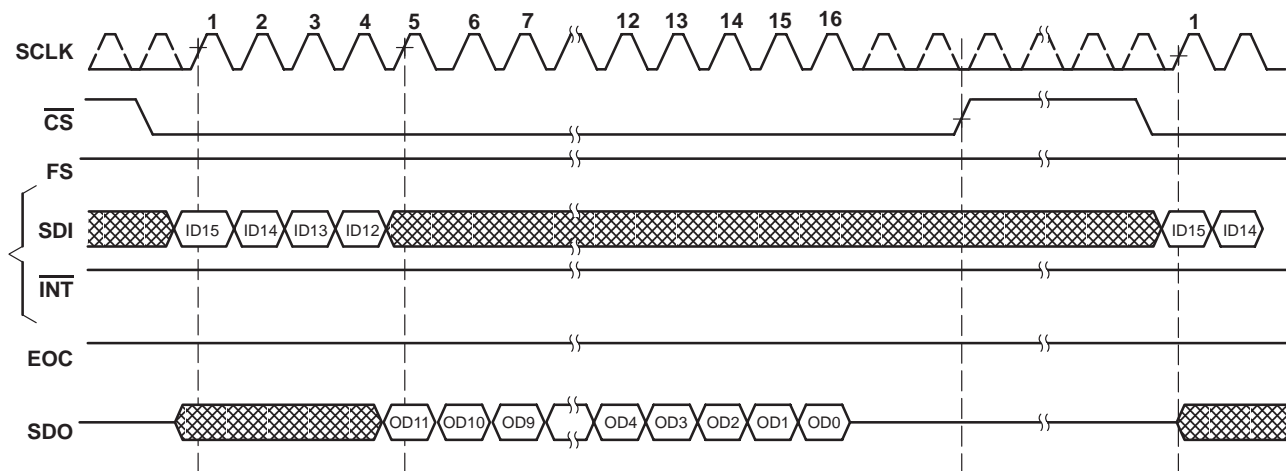 1 2 3 4 5 6 7 12 13 14 15 16 1
SCLK
CS
FS
SDI ID15 ID14 ID13 ID12 ID15 ID14
INT
EOC
SDO OD11 OD10 OD9 OD4 OD3 OD2 OD1 OD0